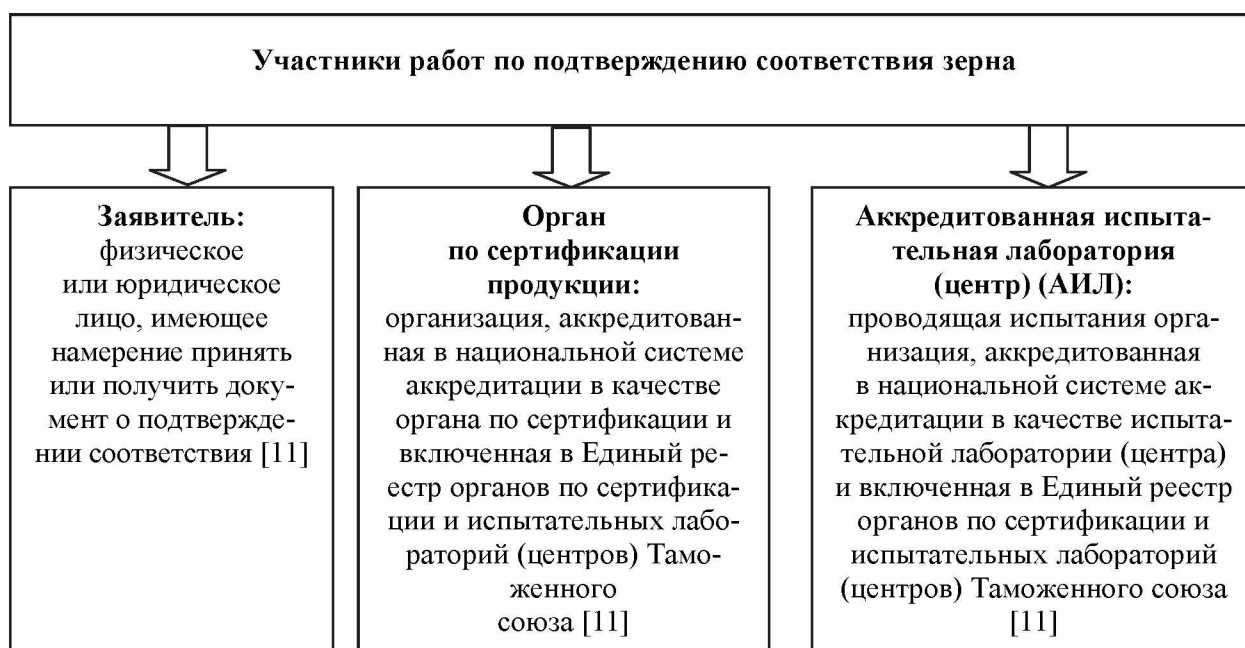 Участники работ по подтверждению соответствия зерна
Заявитель:
физическое
или юридическое
лицо, имеющее
намерение принять
или получить доку-
мент о подтвержде-
нии соответствия [11]
Орган
по сертификации
продукции:
организация, аккредитован-
ная в национальной системе
аккредитации в качестве
органа по сертификации и
включенная в Единый ре-
естр органов по сертифика-
ции и испытательных лабо-
раторий (центров) Тамо-
женного
союза [11]
Аккредитованная испыта-
тельная лаборатория
(центр) (АИЛ):
проводящая испытания орга-
низация, аккредитованная
в национальной системе ак-
кредитации в качестве испыта-
тельной лаборатории (центра)
и включенная в Единый реестр
органов по сертификации и
испытательных лабораторий
(центров) Таможенного союза
[11]